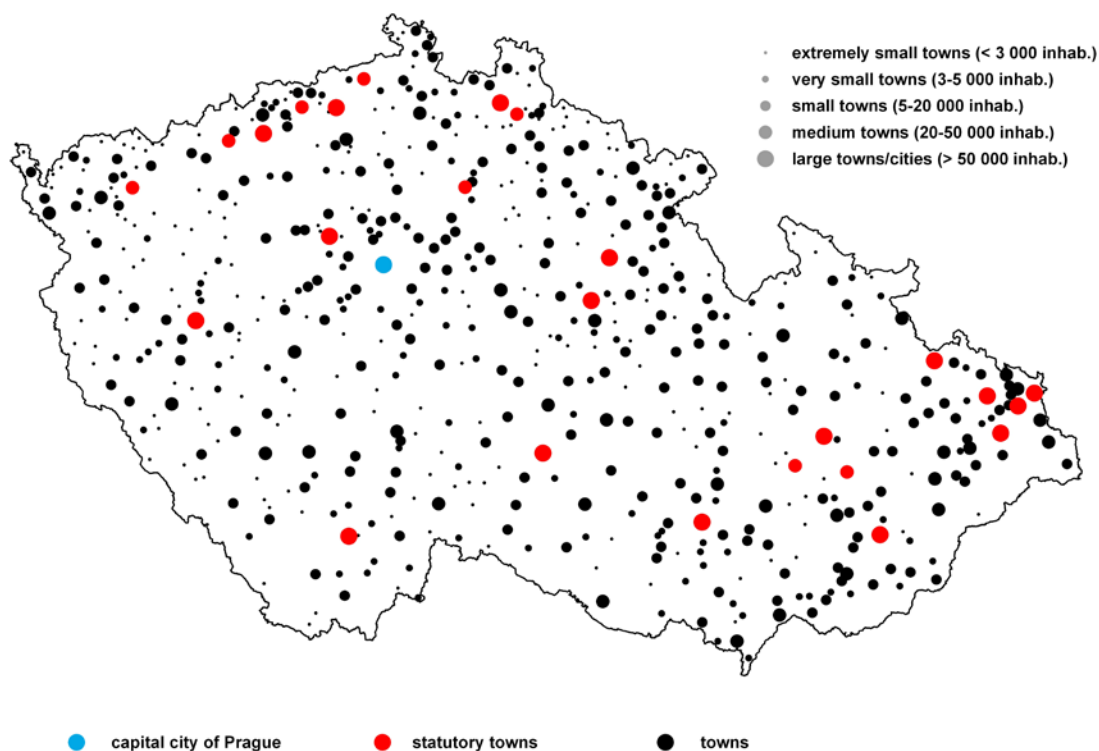 extremely small towns (< 3 000 inhab.)
very small towns (3-5 000 inhab.)
small towns (5-20 000 inhab.)
medium towns (20-50 000 inhab.)
large towns/cities (> 50 000 inhab.)
capital city of Prague
statutory towns
towns